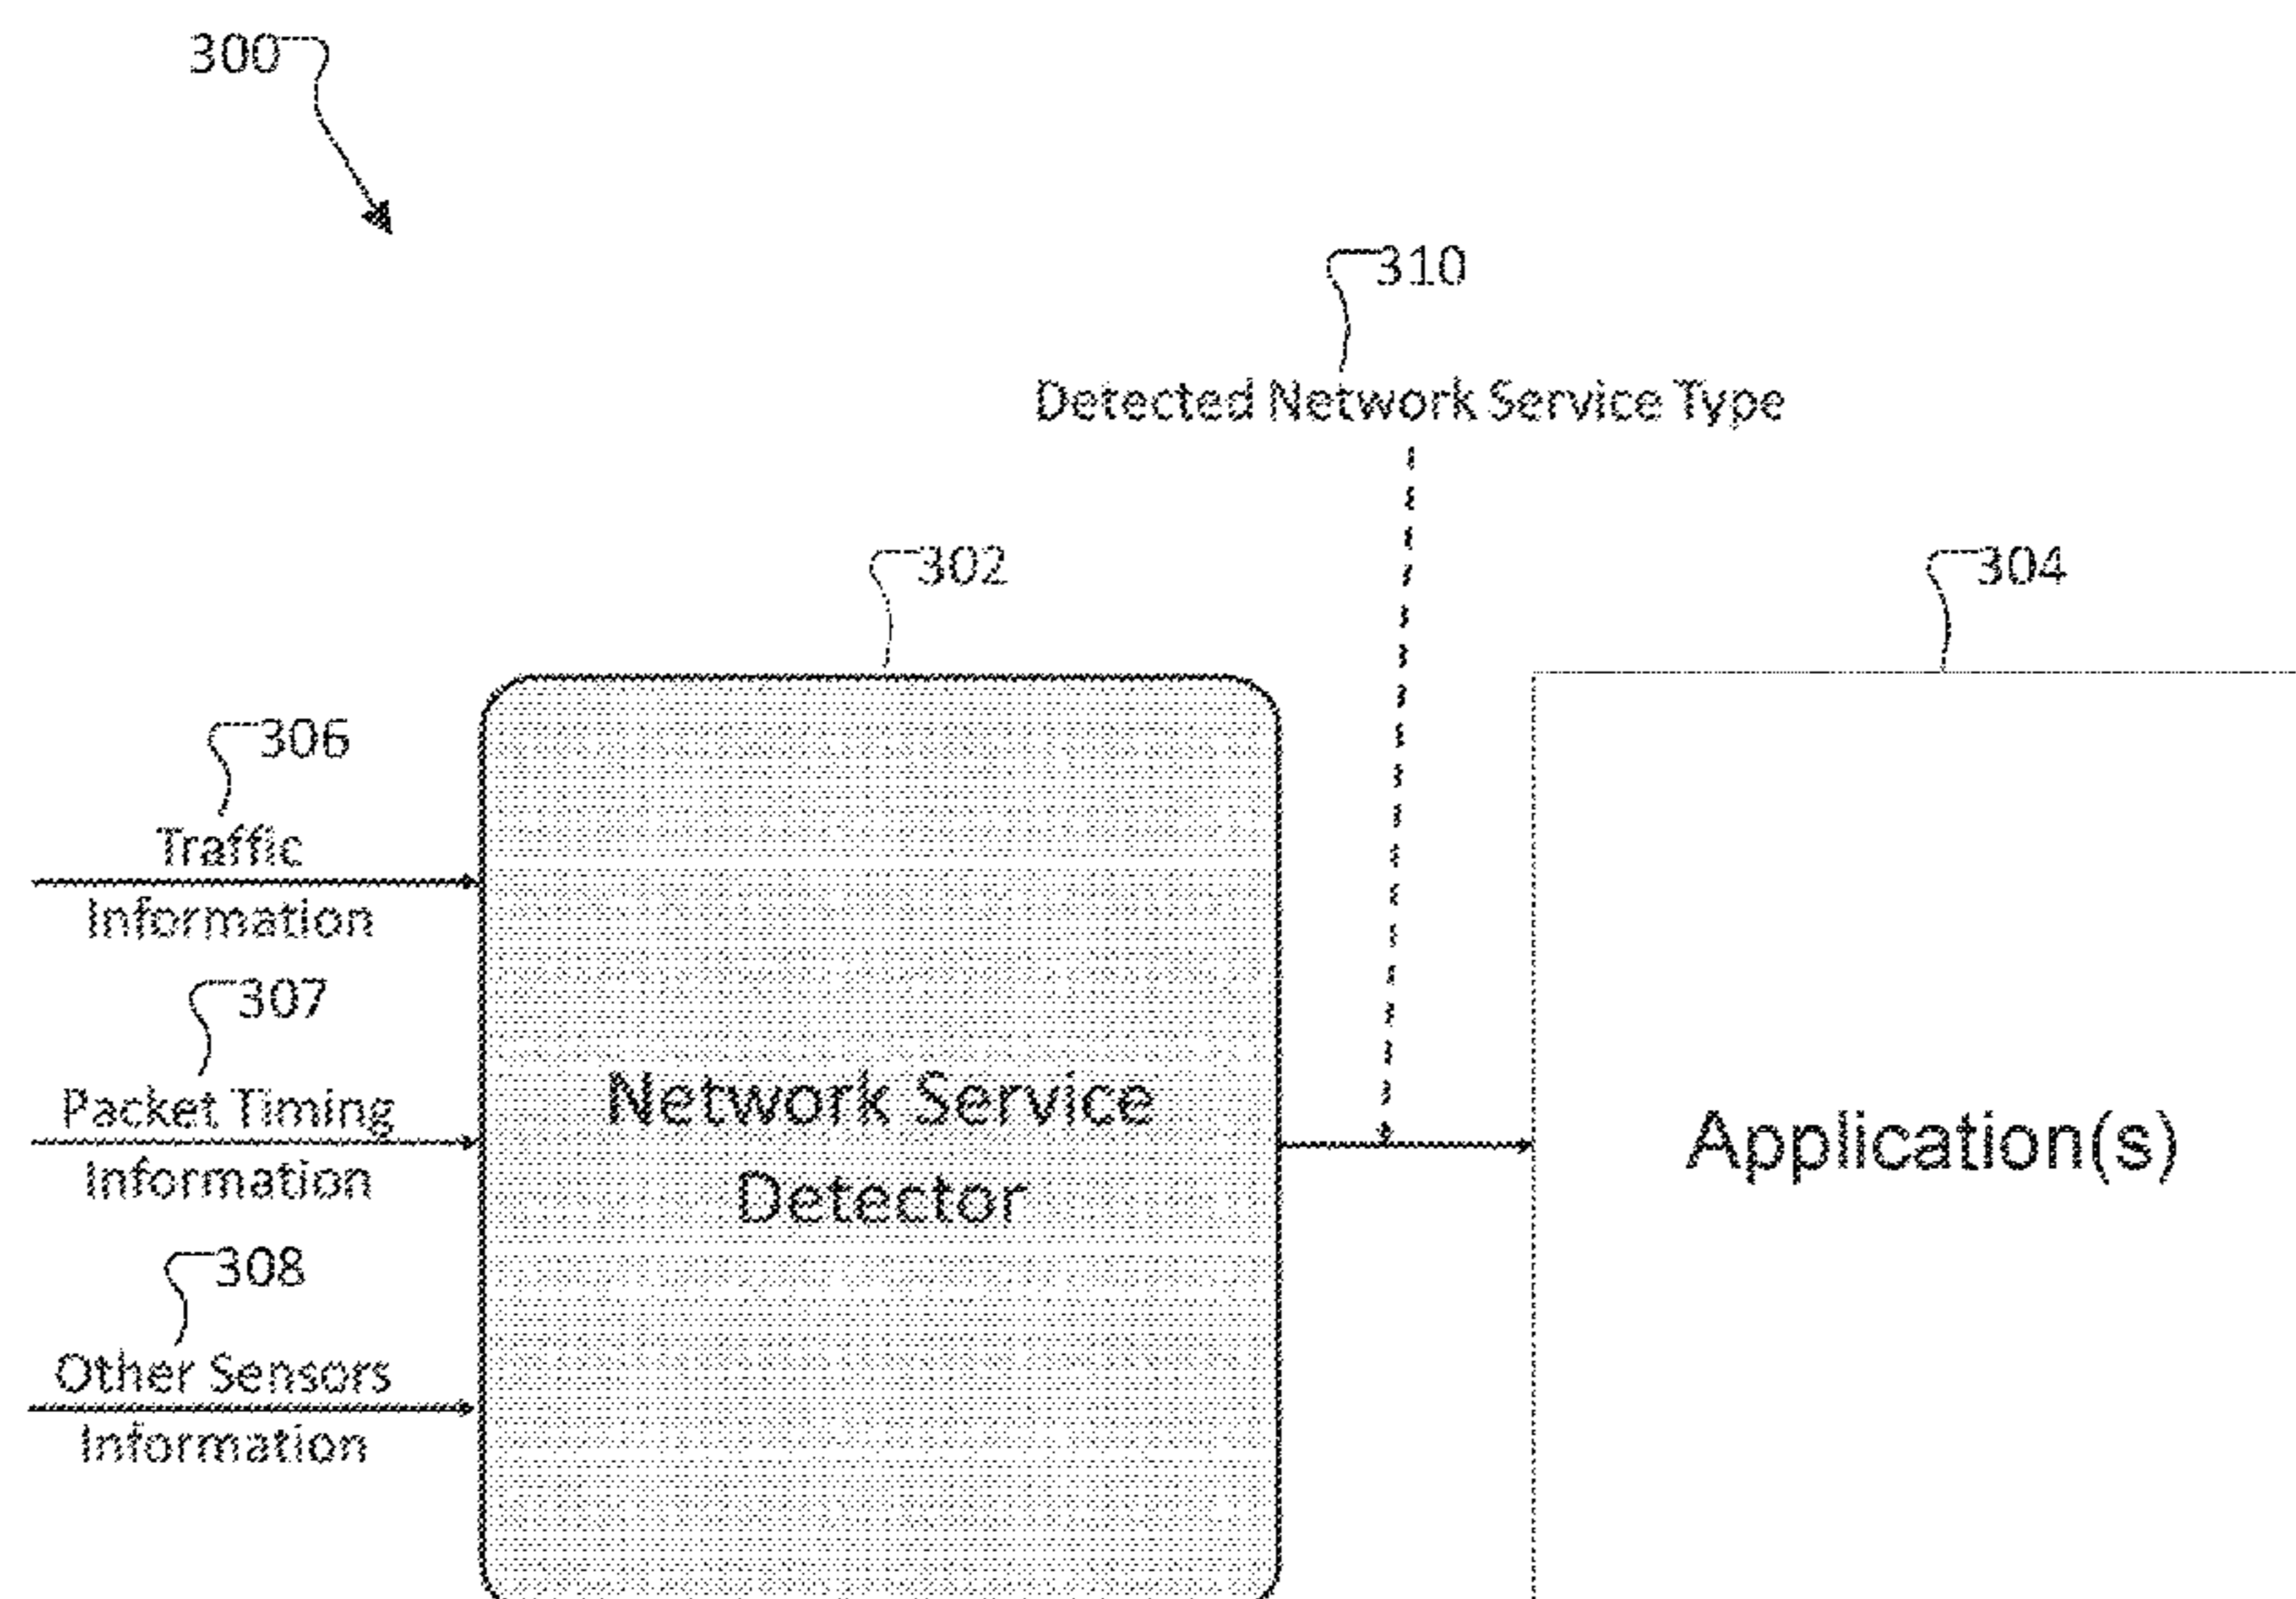 300
310
Detected Network Service Type
302
304
306
Traffic
Information
307
Packet Timing
Information
308
Other Sensors
Information
Network Service
Detector
Application(s)